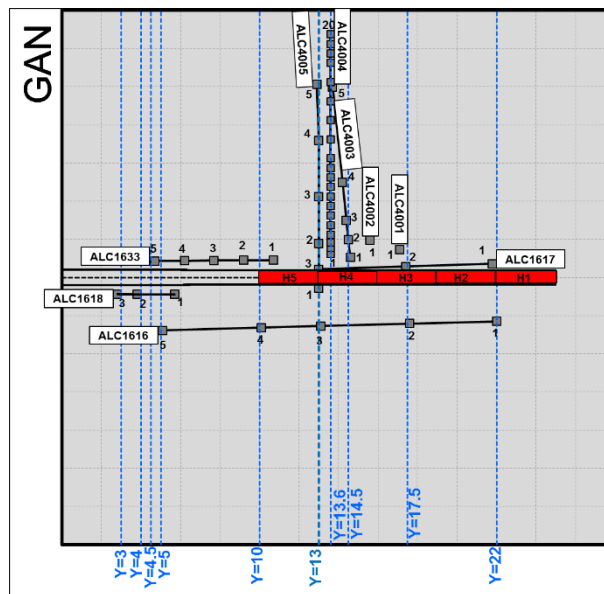 GAN
ALC4005
20
ALC4004
5
5
ALC4003
4
4
3
3
ALC4002
ALC4001
2
2
1
1
1
ALC1633
5
4
3
2
1
3
2
1
ALC1617
H5
H4
H3
H2
H1
ALC1618
3
2
1
1
ALC1616
5
4
3
2
1
Y=3
Y=4
Y=4.5
Y=5
Y=10
Y=13
Y=13.6
Y=14.5
Y=17.5
Y=22